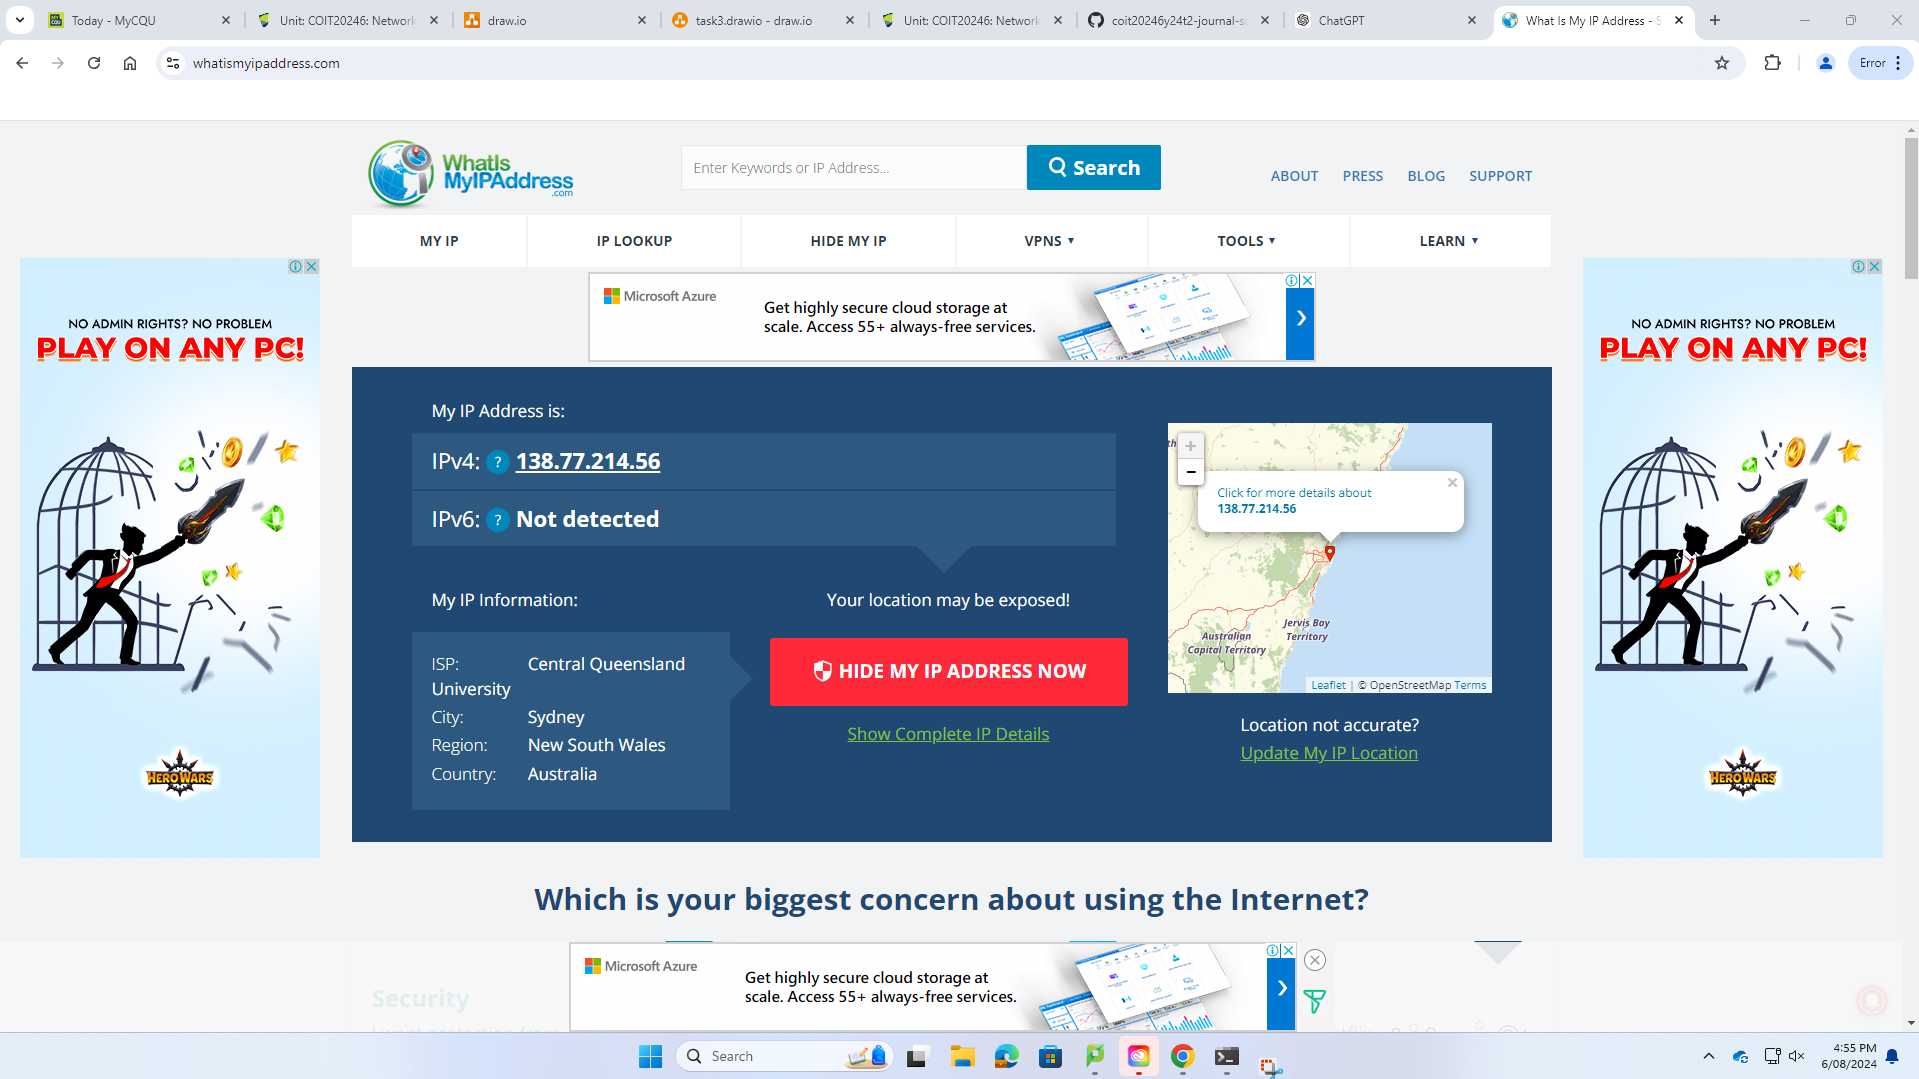 Today - MyCQU
Unit: COIT20246: Network
draw.io
task3.drawio - draw.io
Unit: COIT20246: Network
coit20246y24t2-journal-s
ChatGPT
What Is My IP Address - S
whatismyipaddress.com
Error
WhatIs
MyIPAddress
.com
Enter Keywords or IP Address...
Search
ABOUT
PRESS
BLOG
SUPPORT
MY IP
IP LOOKUP
HIDE MY IP
VPNS
TOOLS
LEARN
Microsoft Azure
Get highly secure cloud storage at
scale. Access 55+ always-free services.
NO ADMIN RIGHTS? NO PROBLEM
PLAY ON ANY PC!
HERO WARS
NO ADMIN RIGHTS? NO PROBLEM
PLAY ON ANY PC!
HERO WARS
My IP Address is:
IPv4: ? 138.77.214.56
IPv6: ? Not detected
My IP Information:
ISP: Central Queensland
University
City: Sydney
Region: New South Wales
Country: Australia
Your location may be exposed!
HIDE MY IP ADDRESS NOW
Show Complete IP Details
+
−
Click for more details about
138.77.214.56
×
Jervis Bay
Territory
Australian
Capital Territory
Leaflet | © OpenStreetMap Terms
Location not accurate?
Update My IP Location
Which is your biggest concern about using the Internet?
Microsoft Azure
Get highly secure cloud storage at
scale. Access 55+ always-free services.
Security
Search
4:55 PM
6/08/2024